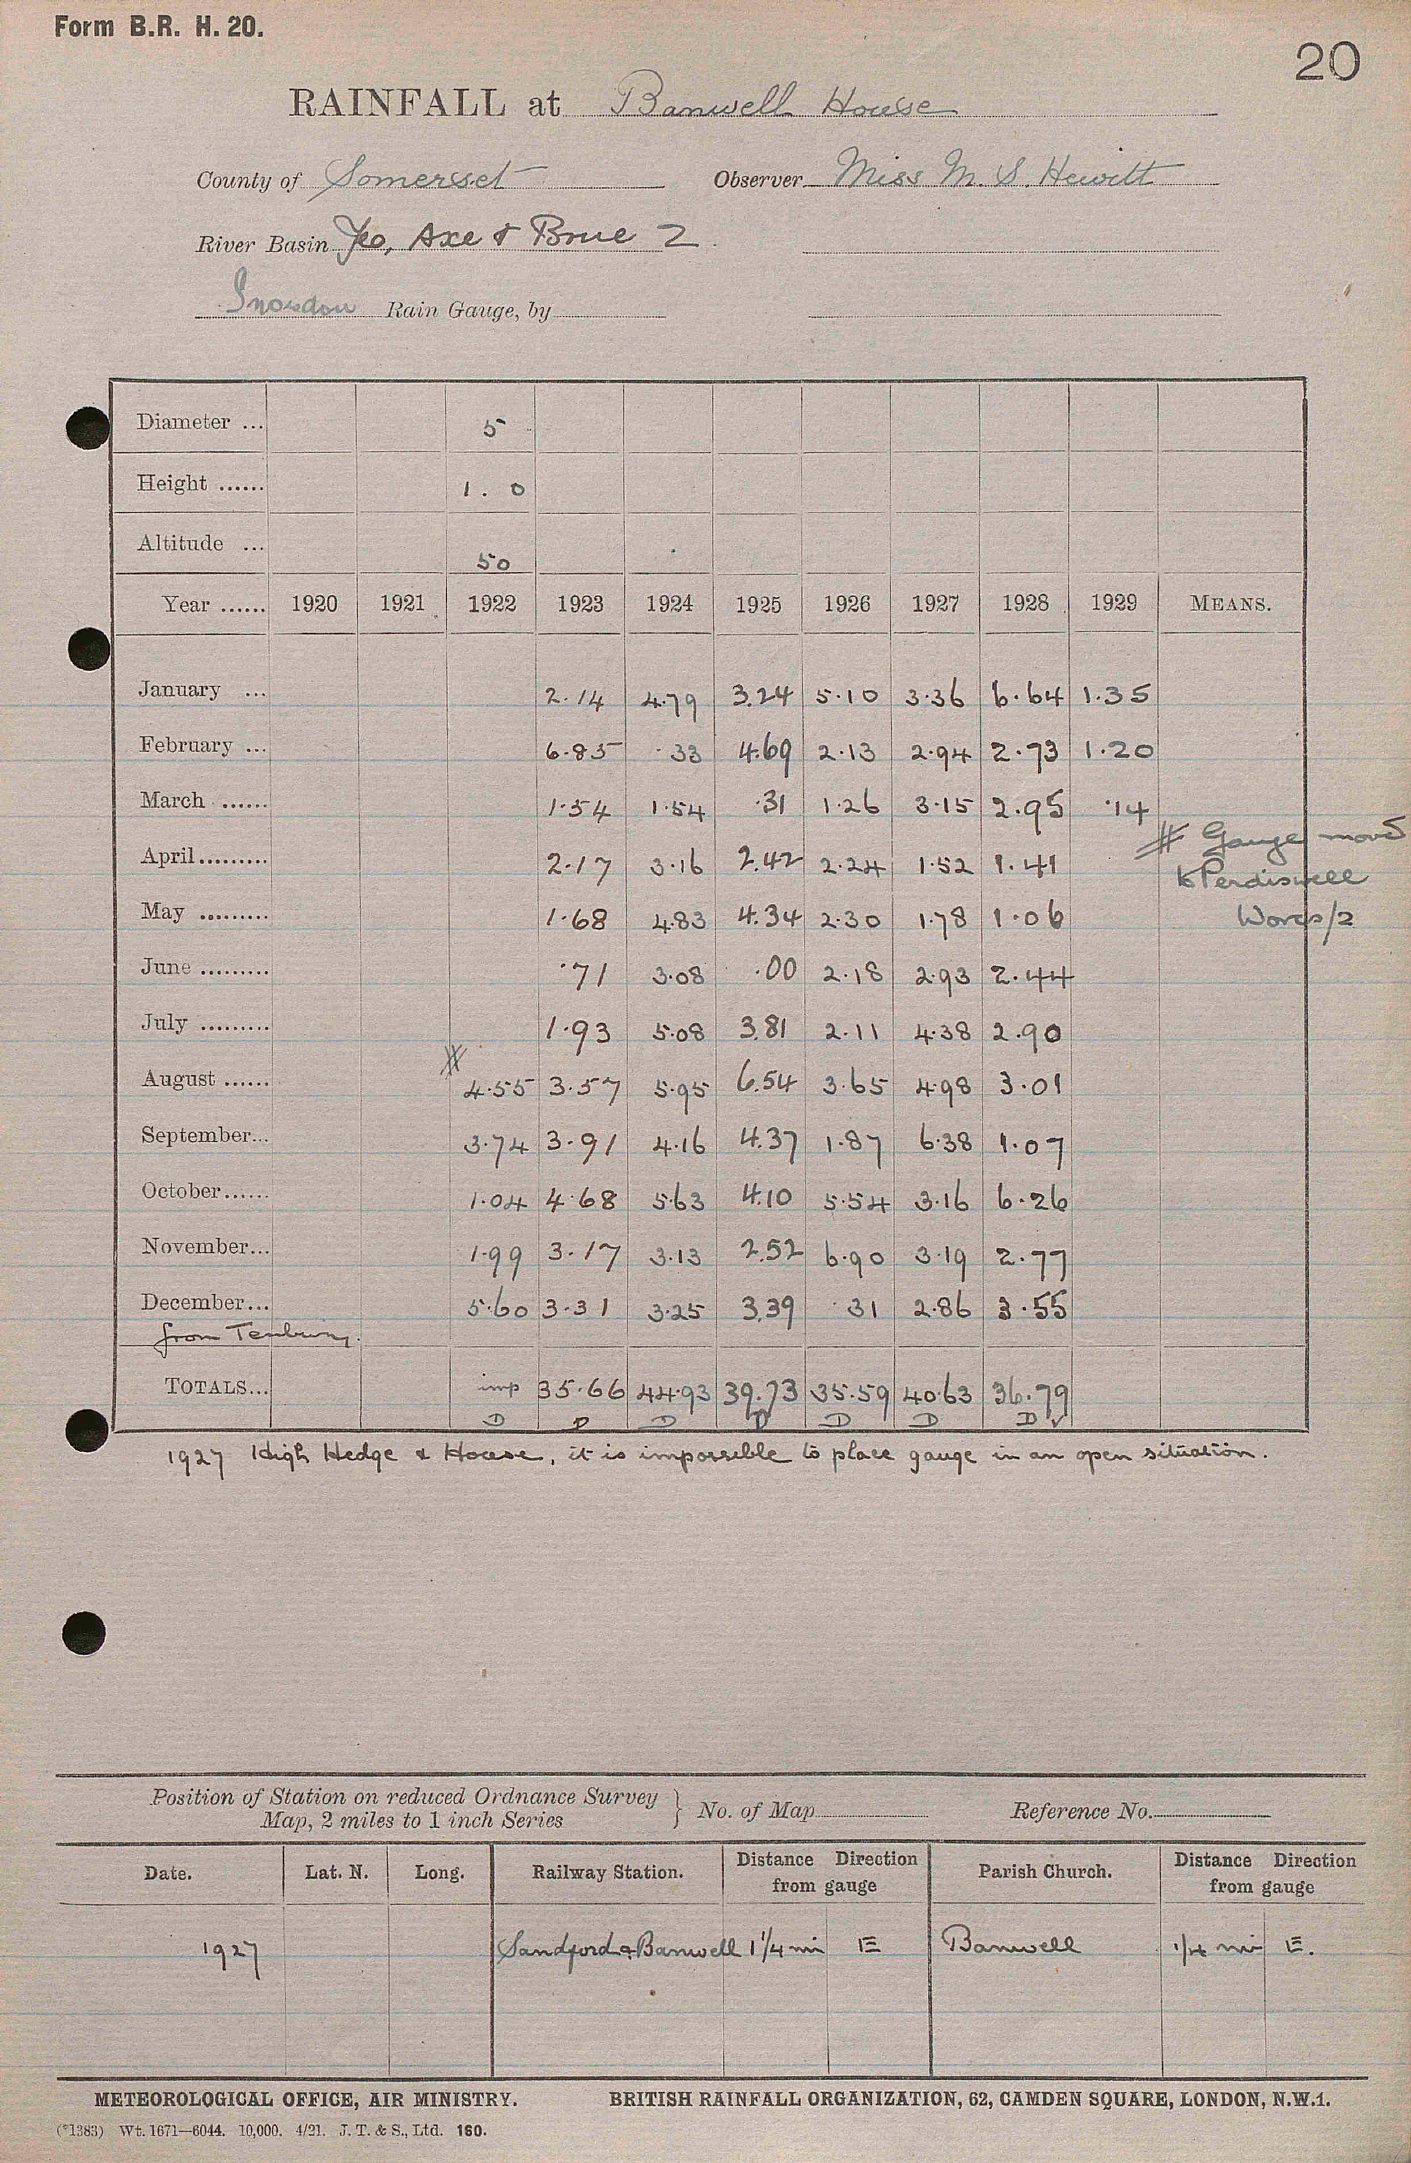 Form B.R. H. 20.
20
RAINFALL at Banwell House
County of Somerset Observer Miss M. S. Hewitt
River Basin Yeo, Axe & Brue 2
Snowdon Rain Gauge, by
Diameter ... 5
Height ...... 1. 0
Altitude ... 50
Year ...... 1920 1921 1922 1923 1924 1925 1926 1927 1928 1929 MEANS.
January ... 2.14 4.79 3.24 5.10 3.36 6.64 1.35
February ... 6.85 .33 4.69 2.13 2.94 2.73 1.20
March ...... 1.54 1.54 .31 1.26 3.15 2.95 .14
April......... 2.17 3.16 2.42 2.24 1.52 1.41 # Gauge moved
to Perdiswell
May ......... 1.68 4.83 4.34 2.30 1.78 1.06 Worcs/2
June ......... .71 3.08 .00 2.18 2.93 2.44
July ......... 1.93 5.08 3.81 2.11 4.38 2.90
August ...... # 4.55 3.57 5.95 6.54 3.65 4.98 3.01
September... 3.74 3.91 4.16 4.37 1.87 6.38 1.07
October...... 1.04 4.68 5.63 4.10 5.54 3.16 6.26
November... 1.99 3.17 3.13 2.52 6.90 3.19 2.77
December... 5.60 3.31 3.25 3.39 .31 2.86 3.55
from Tenbury.
TOTALS... imp 35.66 44.93 39.73 35.59 40.63 36.79
D D D D D D D ✓
1927 High Hedge & House, it is impossible to place gauge in an open situation.
Position of Station on reduced Ordnance Survey
Map, 2 miles to 1 inch Series } No. of Map Reference No.
Date. Lat. N. Long. Railway Station. Distance Direction from gauge Parish Church. Distance Direction from gauge
1927 Sandford & Banwell 1 1/4 mi E Banwell 1/4 mi E.
METEOROLOGICAL OFFICE, AIR MINISTRY. BRITISH RAINFALL ORGANIZATION, 62, CAMDEN SQUARE, LONDON, N.W.1.
(*1383) Wt. 1671—6044. 10,000. 4/21. J. T. & S., Ltd. 160.